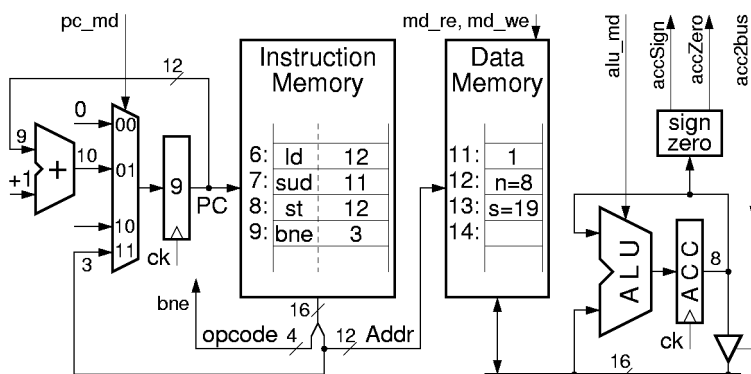 pc_md
md_re, md_we
alu_md
accSign
accZero
acc2bus
12
Instruction
Memory
Data
Memory
sign
zero
0
00
9
10
+
+1
01
9
PC
10
11
3
ck
6: ld 12
7: sud 11
8: st 12
9: bne 3
11: 1
12: n=8
13: s=19
14:
ALU
ACC
8
ck
bne
16
opcode 4
12 Addr
16